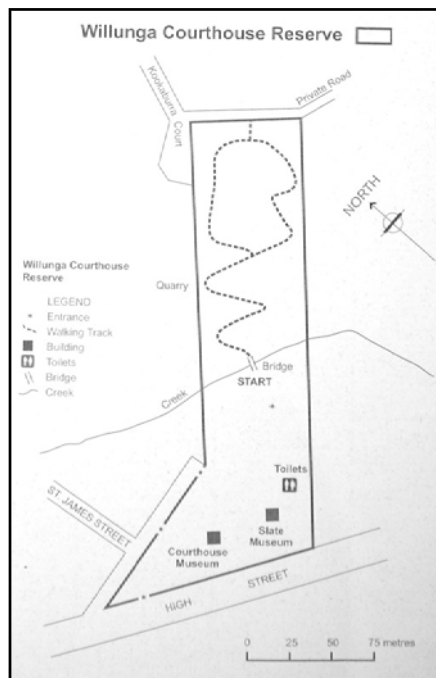 Willunga Courthouse Reserve
Kookaburra
Court
Private Road
NORTH
Willunga Courthouse
Reserve
Quarry
LEGEND
Entrance
Walking Track
Building
Toilets
Bridge
Creek
Bridge
START
Creek
Toilets
ST. JAMES STREET
Slate
Museum
Courthouse
Museum
HIGH STREET
0 25 50 75 metres